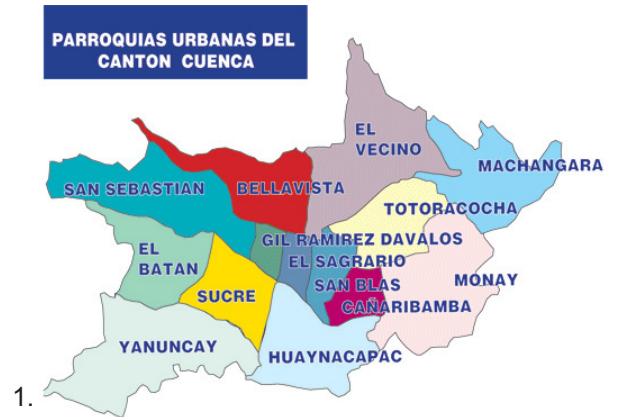 PARROQUIAS URBANAS DEL
CANTON CUENCA
EL
VECINO
MACHANGARA
SAN SEBASTIAN
BELLAVISTA
TOTORACOCHA
GIL RAMIREZ DAVALOS
EL
BATAN
EL SAGRARIO
SAN BLAS
MONAY
SUCRE
CAÑARIBAMBA
YANUNCAY
HUAYNACAPAC
1.